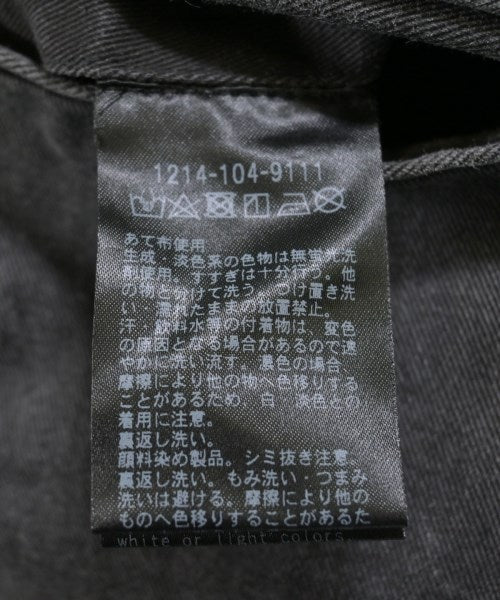 1214-104-9111
あて布使用
生成・淡色系の色物は無蛍光洗
剤使用。すすぎは十分行う。他
の物と分けて洗う。つけ置き洗
い・濡れたままの放置禁止。
汗・飲料水等の付着物は、変色
の原因となる場合があるので速
やかに洗い流す。濃色の場合、
摩擦により他の物へ色移りする
ことがあるため 白 淡色との
着用に注意。
裏返し洗い。
顔料染め製品。シミ抜き注意。
裏返し洗い。もみ洗い・つまみ
洗いは避ける。摩擦により他の
ものへ色移りすることがあるた
white or light colors.